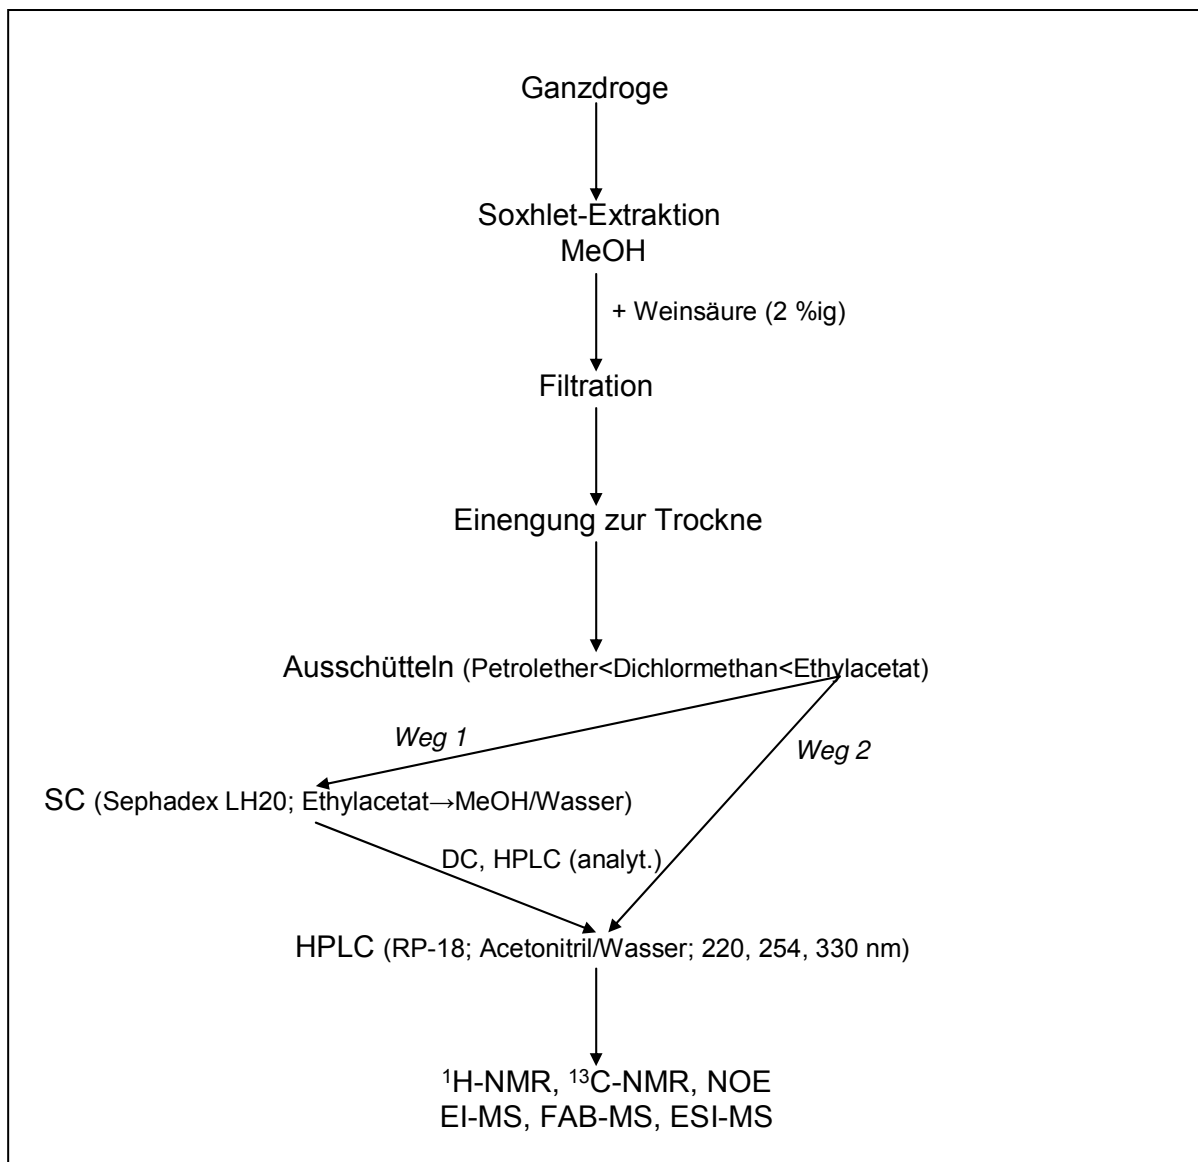 Ganzdroge
Soxhlet-Extraktion
MeOH
+ Weinsäure (2 %ig)
Filtration
Einengung zur Trockne
Ausschütteln (Petrolether<Dichlormethan<Ethylacetat)
Weg 1
Weg 2
SC (Sephadex LH20; Ethylacetat→MeOH/Wasser)
DC, HPLC (analyt.)
HPLC (RP-18; Acetonitril/Wasser; 220, 254, 330 nm)
¹H-NMR, ¹³C-NMR, NOE
EI-MS, FAB-MS, ESI-MS